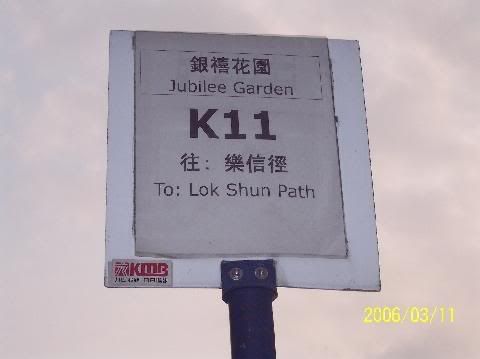 銀禧花園
Jubilee Garden
K11
往: 樂信徑
To: Lok Shun Path
KMB
2006/03/11